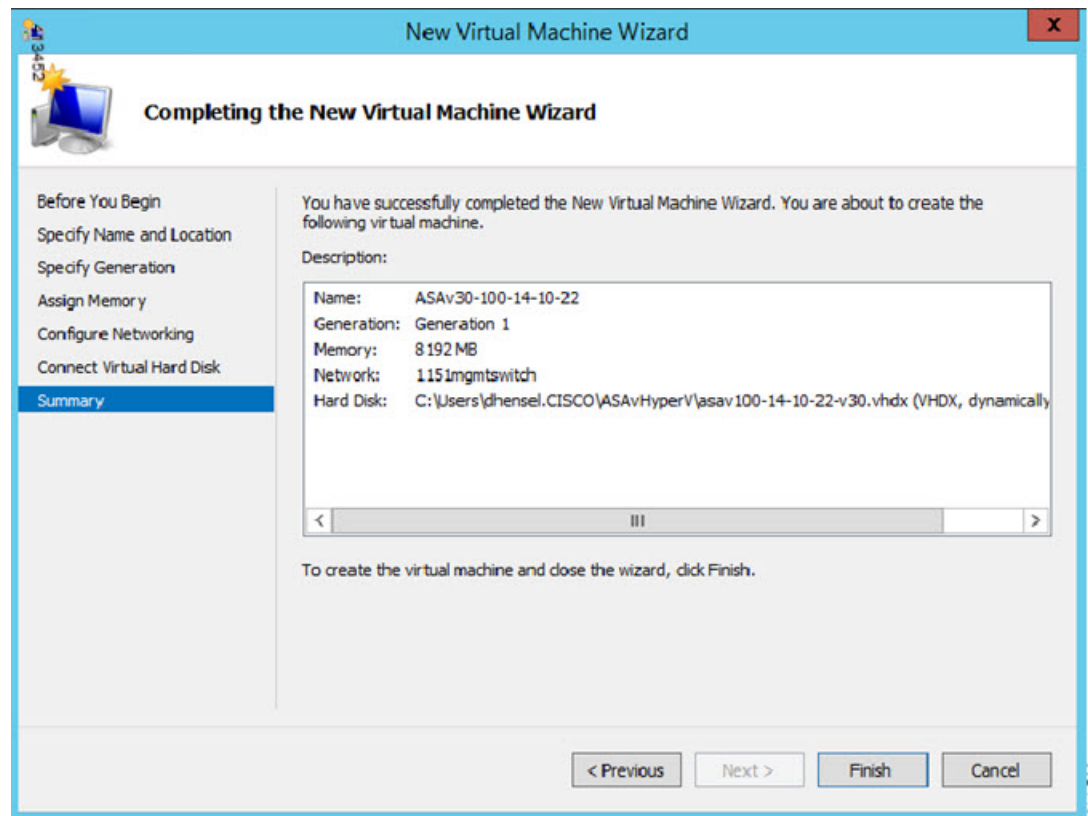 New Virtual Machine Wizard
x
413452
Completing the New Virtual Machine Wizard
Before You Begin
Specify Name and Location
Specify Generation
Assign Memory
Configure Networking
Connect Virtual Hard Disk
Summary
You have successfully completed the New Virtual Machine Wizard. You are about to create the
following virtual machine.
Description:
Name: ASAv30-100-14-10-22
Generation: Generation 1
Memory: 8192 MB
Network: 1151mgmtswitch
Hard Disk: C:\Users\dhensel.CISCO\ASAvHyperV\asav100-14-10-22-v30.vhdx (VHDX, dynamically
To create the virtual machine and close the wizard, click Finish.
< Previous
Next >
Finish
Cancel